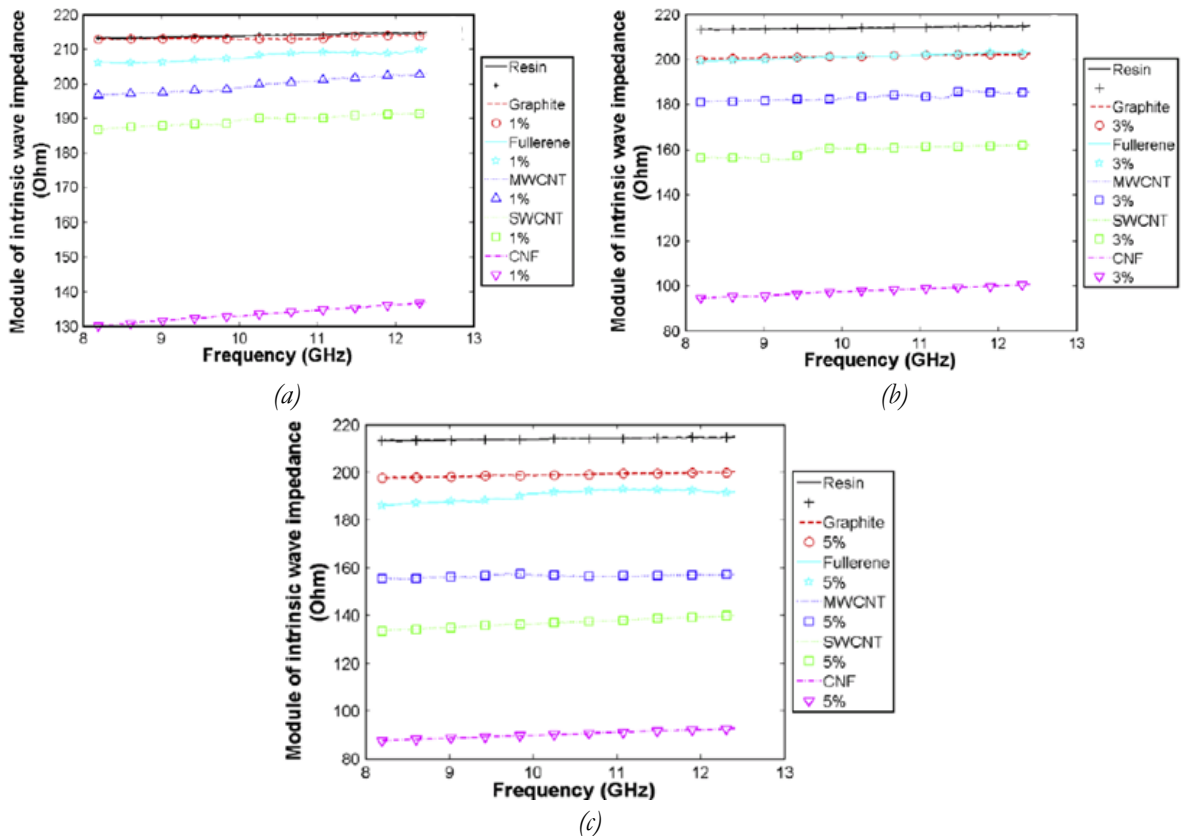 220
210
200
190
180
170
160
150
140
130
8
9
10
11
12
13
Module of intrinsic wave impedance
(Ohm)
Frequency (GHz)
Resin
Graphite
1%
Fullerene
1%
MWCNT
1%
SWCNT
1%
CNF
1%
(a)
220
200
180
160
140
120
100
80
8
9
10
11
12
13
Module of intrinsic wave impedance
(Ohm)
Frequency (GHz)
Resin
Graphite
3%
Fullerene
3%
MWCNT
3%
SWCNT
3%
CNF
3%
(b)
220
200
180
160
140
120
100
80
8
9
10
11
12
13
Module of intrinsic wave impedance
(Ohm)
Frequency (GHz)
Resin
Graphite
5%
Fullerene
5%
MWCNT
5%
SWCNT
5%
CNF
5%
(c)